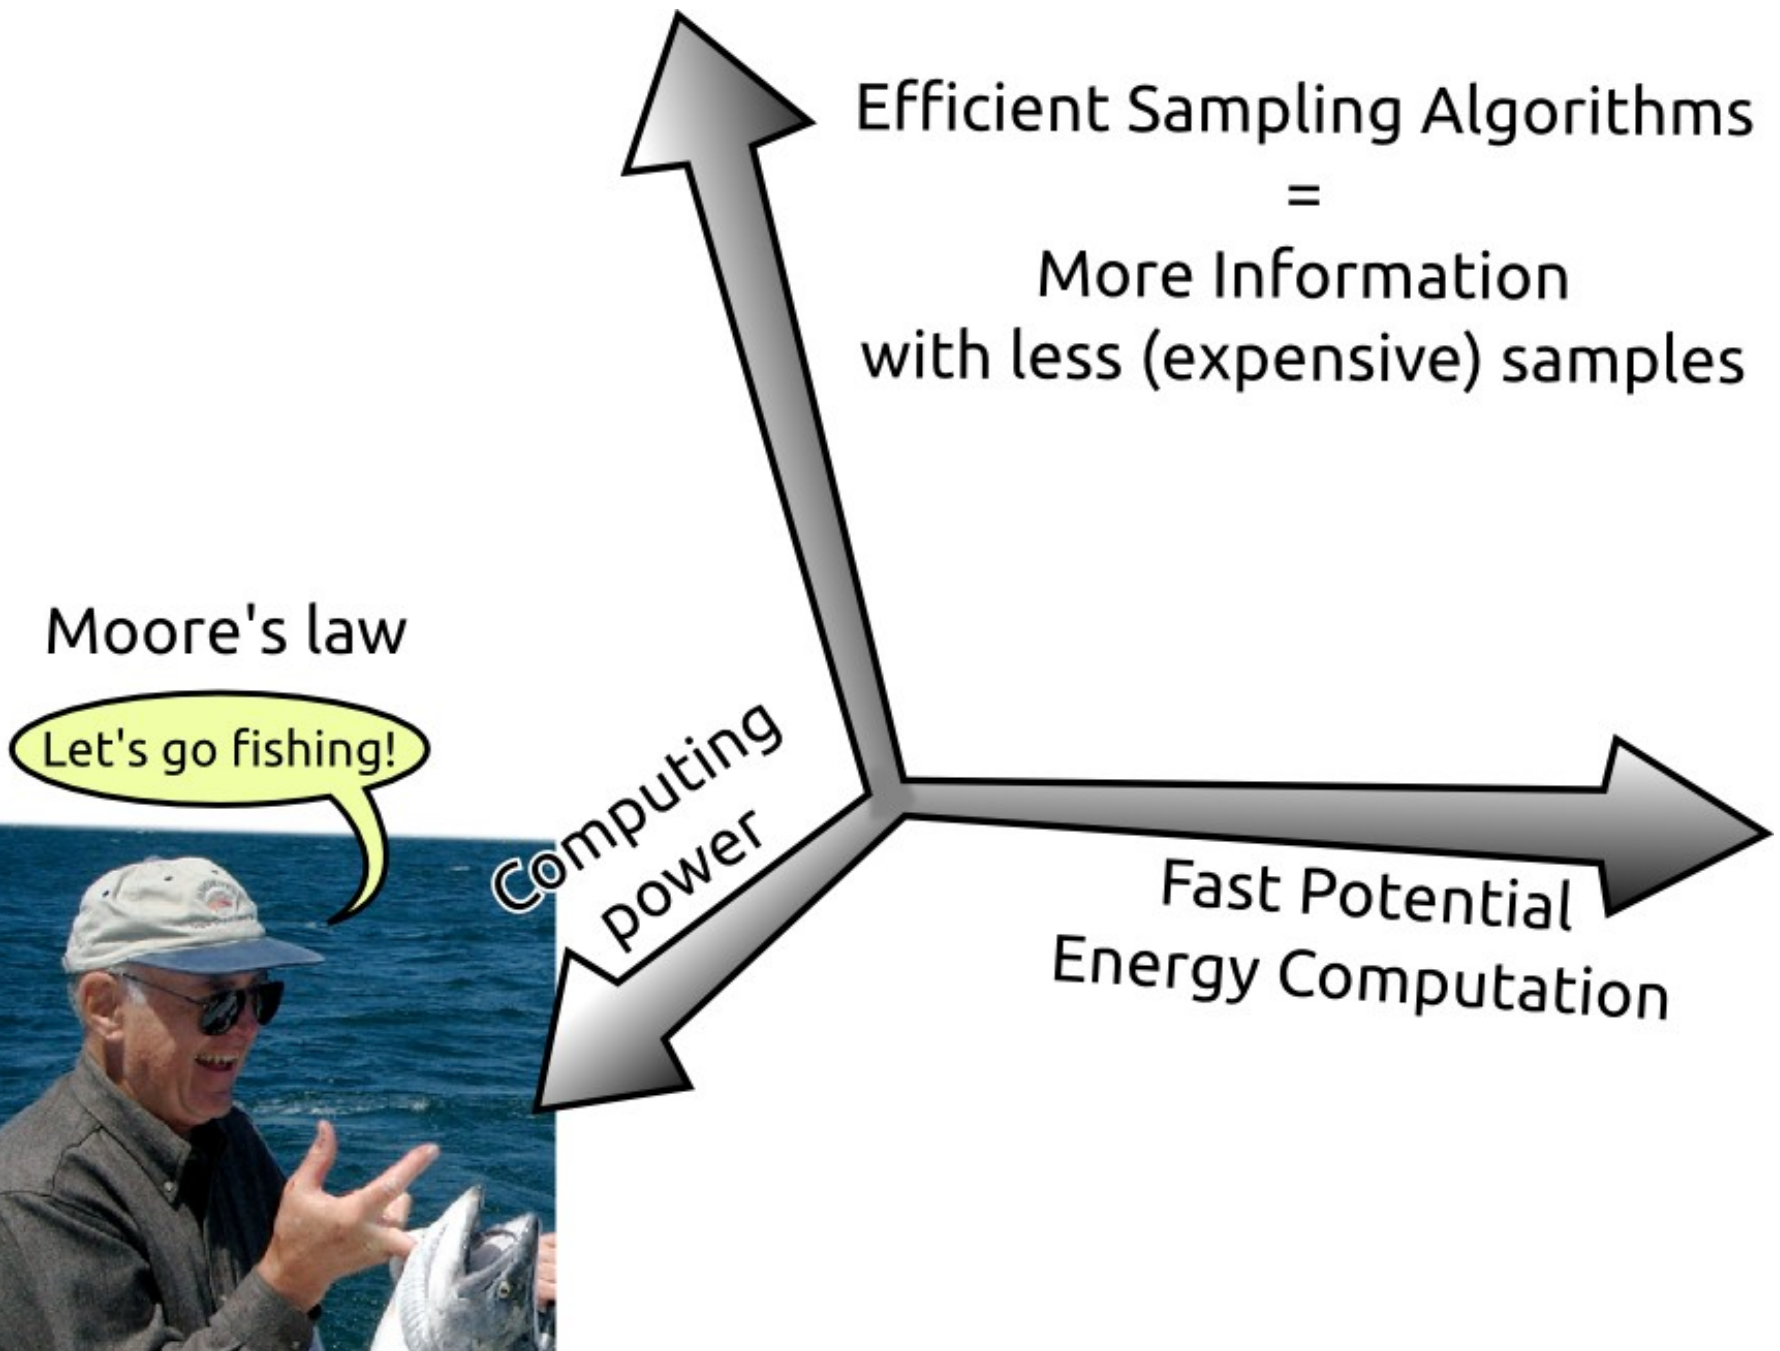 Efficient Sampling Algorithms
=
More Information
with less (expensive) samples
Moore's law
Let's go fishing!
Computing
power
Fast Potential
Energy Computation